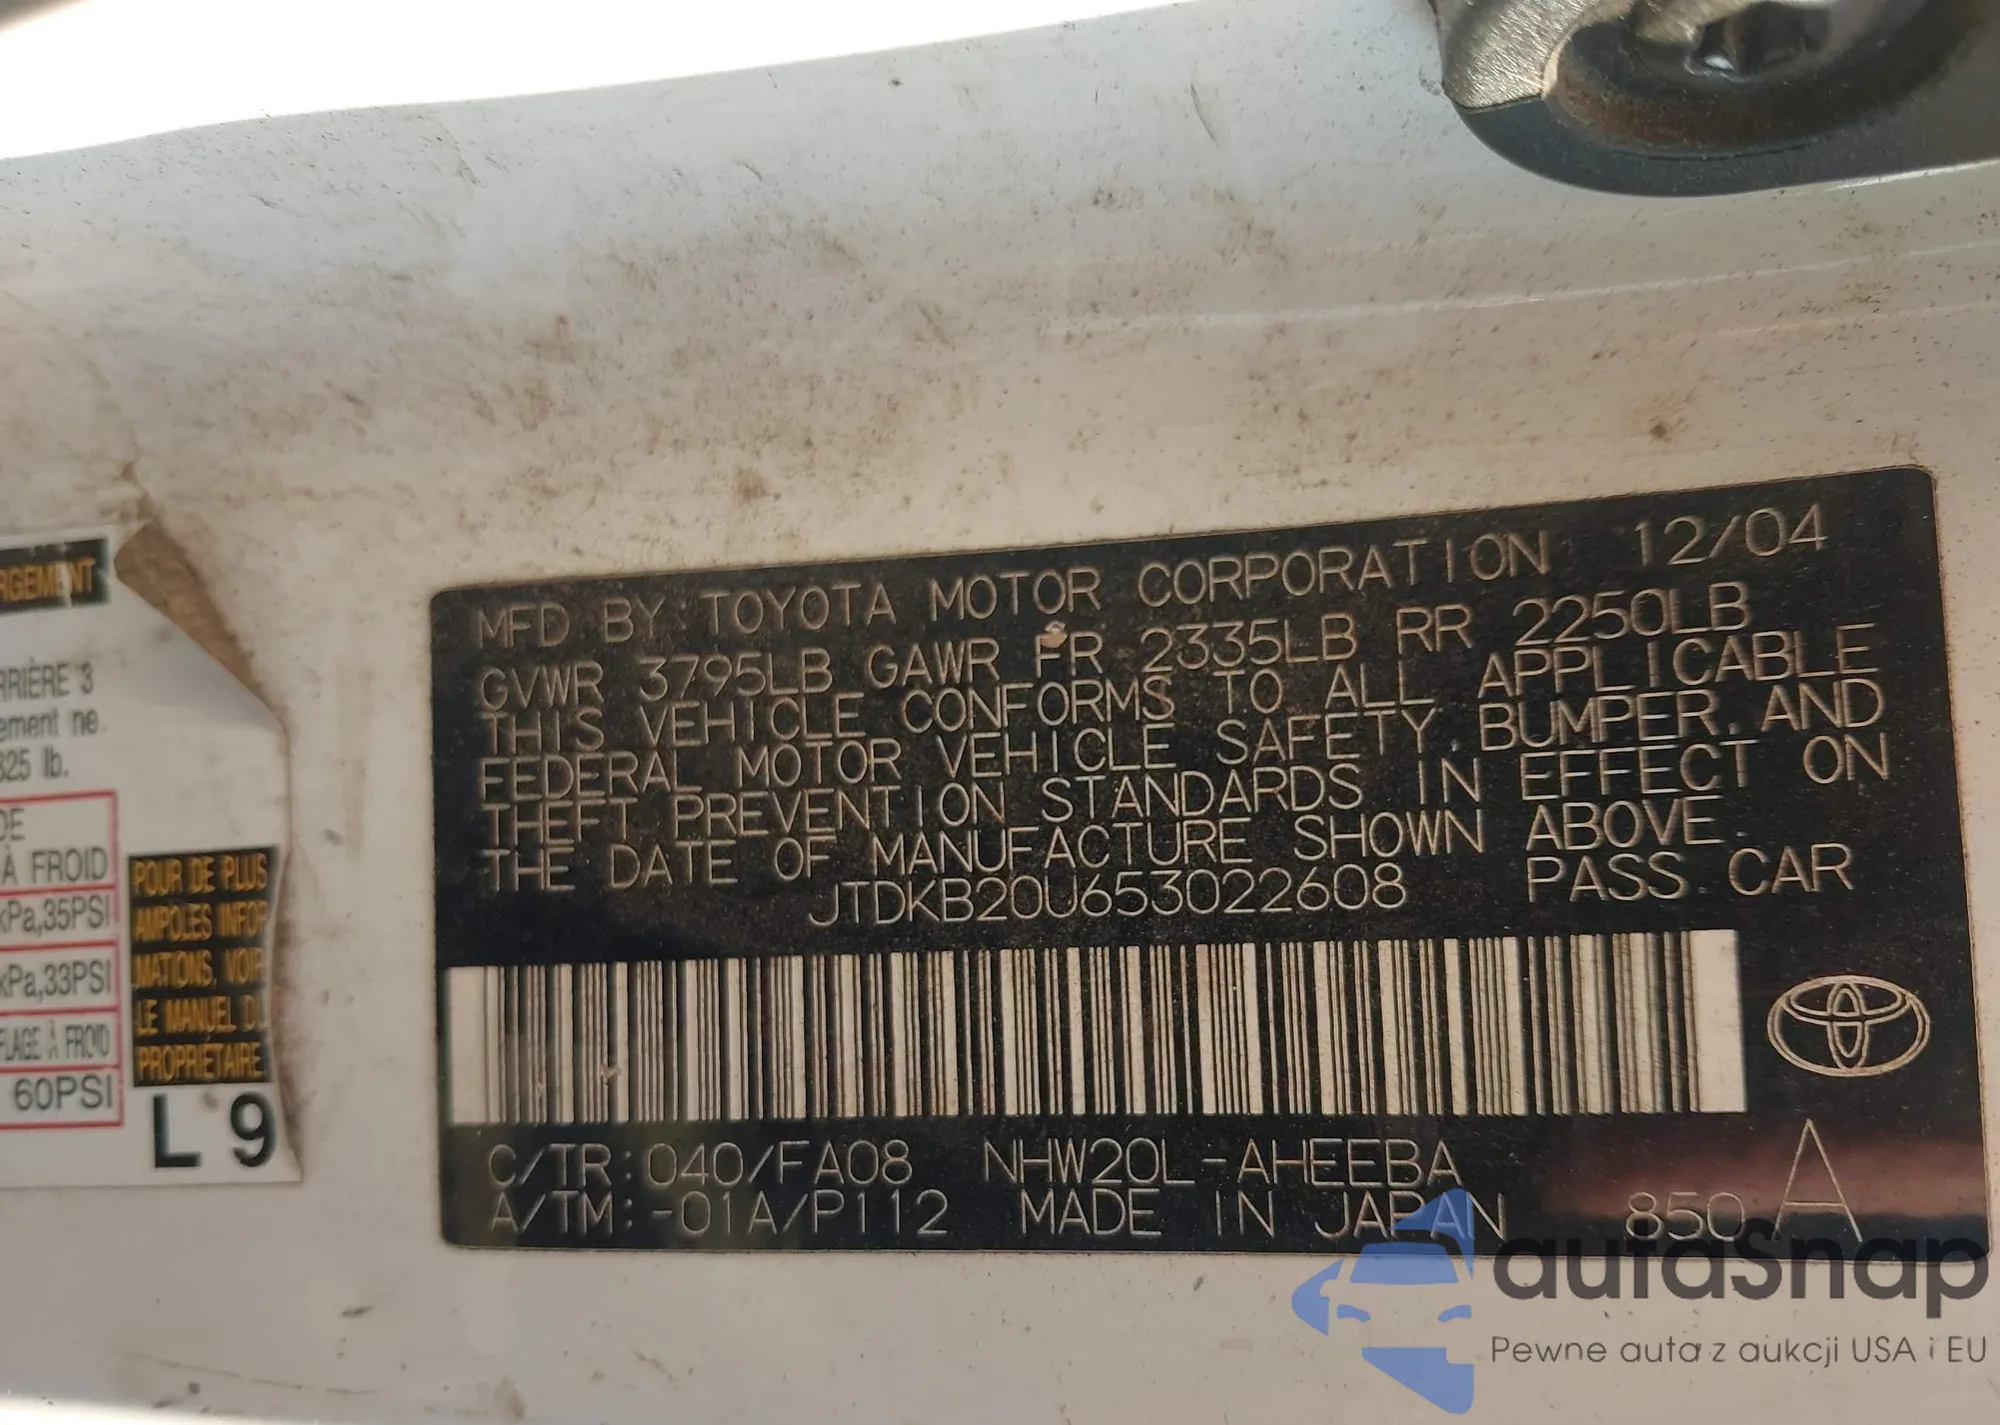 RGEMENT
RRIÈRE 3
ement ne
825 lb.
DE
À FROID
kPa,35PSI
kPa,33PSI
FLAGE À FROID
60PSI
POUR DE PLUS
AMPOLES INFOR
MATIONS, VOIR
LE MANUEL DU
PROPRIETAIRE
L 9
MFD BY TOYOTA MOTOR CORPORATION 12/04
GVWR 3795LB GAWR FR 2335LB RR 2250LB
THIS VEHICLE CONFORMS TO ALL APPLICABLE
FEDERAL MOTOR VEHICLE SAFETY, BUMPER, AND
THEFT PREVENTION STANDARDS IN EFFECT ON
THE DATE OF MANUFACTURE SHOWN ABOVE.
JTDKB20U653022608 PASS. CAR
C/TR:040/FA08 NHW20L-AHEEBA
A/TM:-01A/P112 MADE IN JAPAN 850 A
autaSnap
Pewne auta z aukcji USA i EU